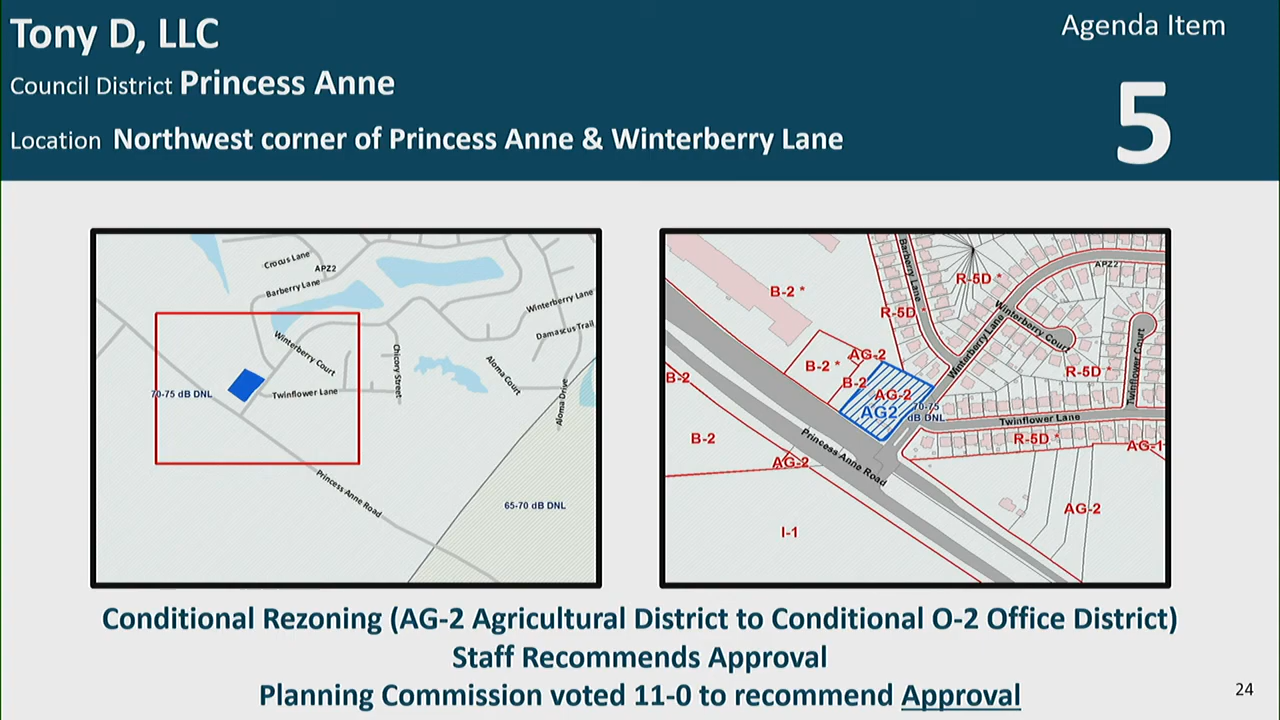 Tony D, LLC
Agenda Item
Council District Princess Anne
5
Location Northwest corner of Princess Anne & Winterberry Lane
Crocus Lane
APZ2
Barberry Lane
Winterberry Lane
Damascus Trail
Winterberry Court
Chicory Street
Aloma Court
70-75 dB DNL
Twinflower Lane
Aloma Drive
Princess Anne Road
65-70 dB DNL
Barberry Lane
APZ2
R-5D *
B-2 *
R-5D *
Winterberry Court
Winterberry Lane
AG-2
B-2 *
R-5D *
B-2
B-2
AG-2
Twinflower Court
AG2
70-75
dB DNL
Twinflower Lane
B-2
Princess Anne Road
R-5D *
AG-1
AG-2
AG-2
I-1
Conditional Rezoning (AG-2 Agricultural District to Conditional O-2 Office District)
Staff Recommends Approval
Planning Commission voted 11-0 to recommend Approval
24